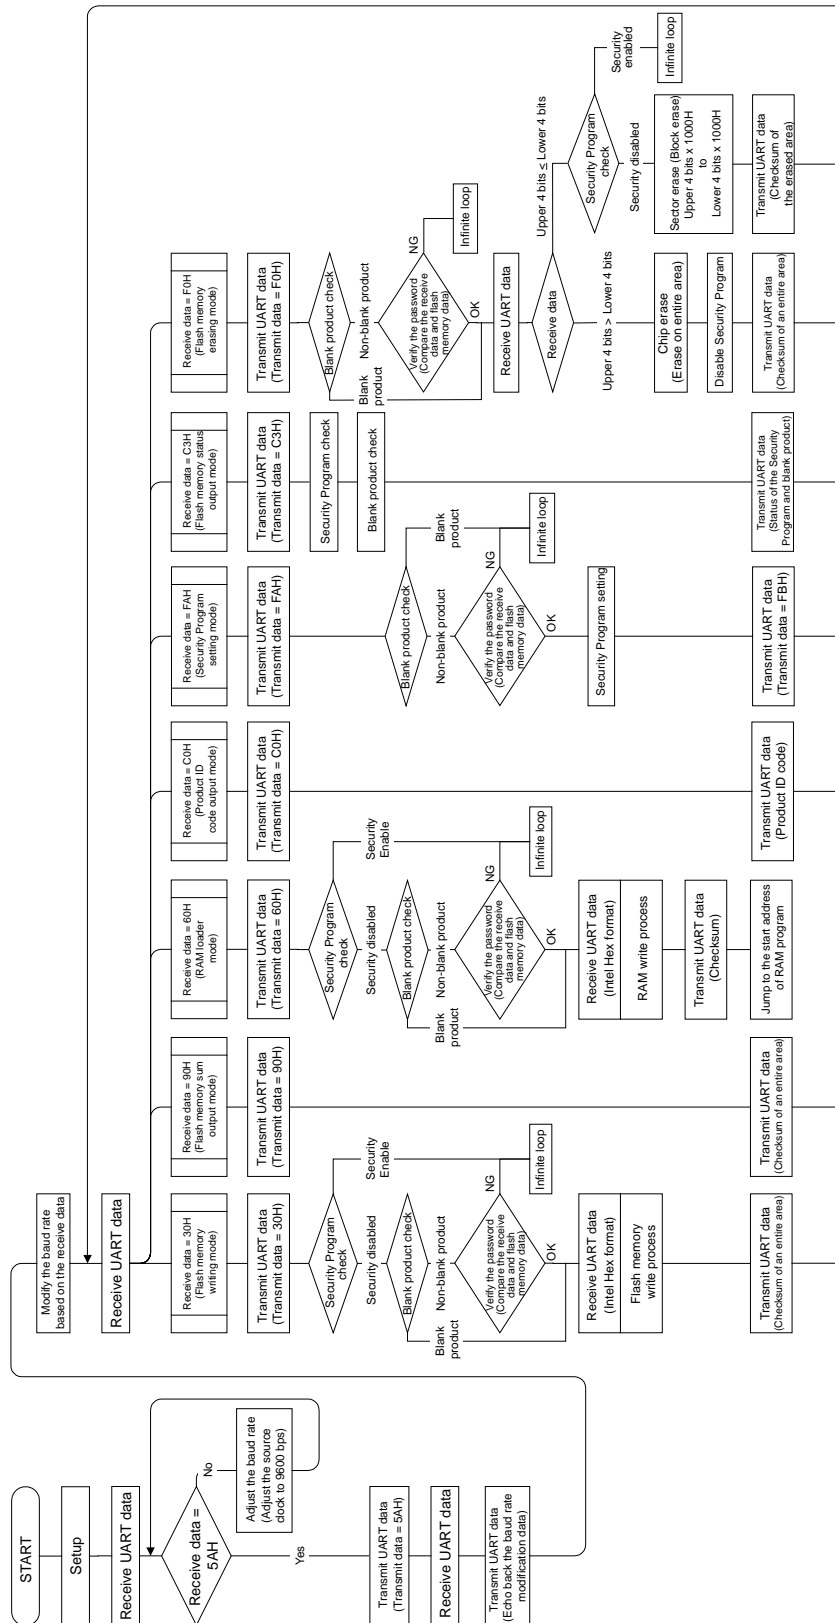 START
Setup
Receive UART data
Receive data =
5AH
No
Adjust the baud rate
(Adjust the source
clock to 9600 bps)
Yes
Transmit UART data
(Transmit data = 5AH)
Receive UART data
Transmit UART data
(Echo back the baud rate
modification data)
Modify the baud rate
based on the receive data
Receive UART data
Receive data = 30H
(Flash memory
writing mode)
Transmit UART data
(Transmit data = 30H)
Security Program
check
Security
Enable
Security disabled
Blank product check
Blank
product
Non-blank product
Verify the password
(Compare the receive
data and flash
memory data)
NG
Infinite loop
OK
Receive UART data
(Intel Hex format)
Flash memory
write process
Transmit UART data
(Checksum of an entire area)
Receive data = 90H
(Flash memory sum
output mode)
Transmit UART data
(Transmit data = 90H)
Transmit UART data
(Checksum of an entire area)
Receive data = 60H
(RAM loader
mode)
Transmit UART data
(Transmit data = 60H)
Security Program
check
Security
Enable
Security disabled
Blank product check
Blank
product
Non-blank product
Verify the password
(Compare the receive
data and flash
memory data)
NG
Infinite loop
OK
Receive UART data
(Intel Hex format)
RAM write process
Transmit UART data
(Checksum)
Jump to the start address
of RAM program
Receive data = C0H
(Product ID
code output mode)
Transmit UART data
(Transmit data = C0H)
Transmit UART data
(Product ID code)
Receive data = FAH
(Security Program
setting mode)
Transmit UART data
(Transmit data = FAH)
Blank product check
Blank
product
Non-blank product
Verify the password
(Compare the receive
data and flash
memory data)
NG
Infinite loop
OK
Security Program setting
Transmit UART data
(Transmit data = FBH)
Receive data = C3H
(Flash memory status
output mode)
Transmit UART data
(Transmit data = C3H)
Security Program check
Blank product check
Transmit UART data
(Status of the Security
Program and blank product)
Receive data = F0H
(Flash memory
erasing mode)
Transmit UART data
(Transmit data = F0H)
Blank product check
Blank
product
Non-blank product
Verify the password
(Compare the receive
data and flash
memory data)
NG
Infinite loop
OK
Receive UART data
Receive data
Upper 4 bits > Lower 4 bits
Chip erase
(Erase on entire area)
Disable Security Program
Transmit UART data
(Checksum of an entire area)
Upper 4 bits ≤ Lower 4 bits
Security Program
check
Security
enabled
Infinite loop
Security disabled
Sector erase (Block erase)
Upper 4 bits x 1000H
to
Lower 4 bits x 1000H
Transmit UART data
(Checksum of
the erased area)